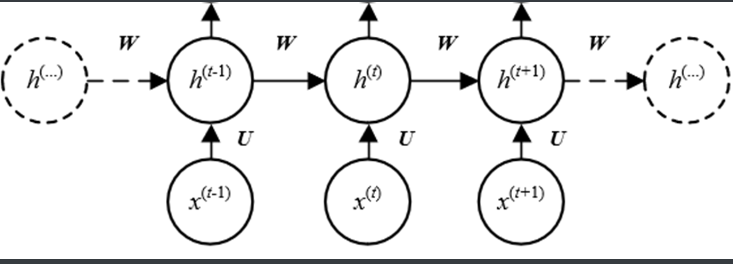 W W W W
h(...) h(t-1) h(t) h(t+1) h(...)
U U U
x(t-1) x(t) x(t+1)